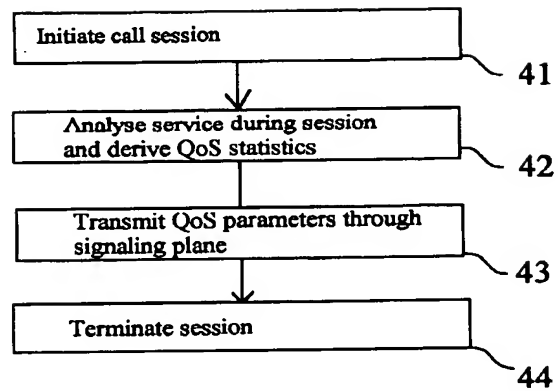 Initiate call session
41
Analyse service during session
and derive QoS statistics
42
Transmit QoS parameters through
signaling plane
43
Terminate session
44